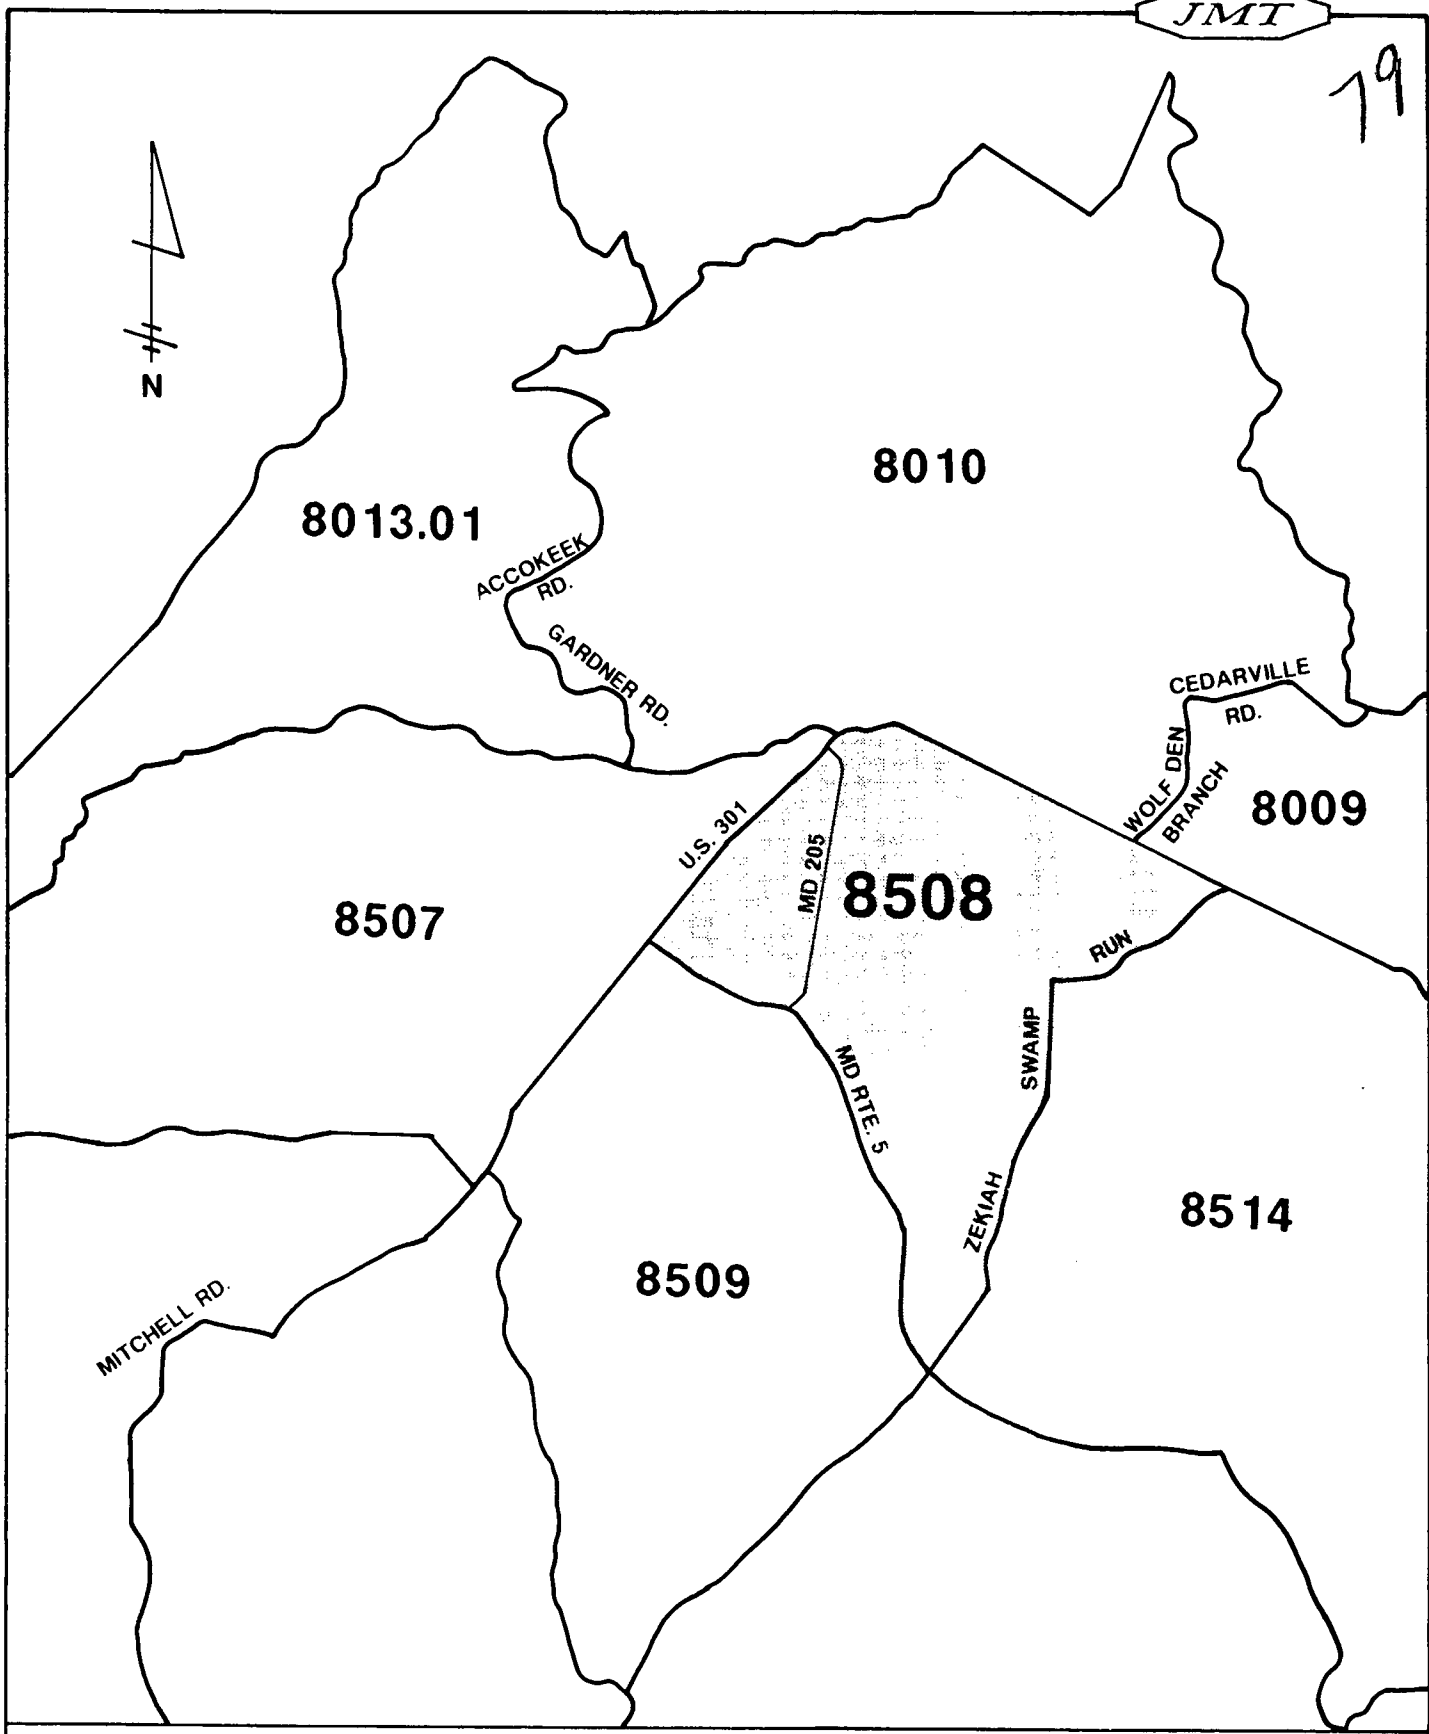 JMT
79
N
8010
8013.01
ACCOKEEK
RD.
GARDNER RD.
CEDARVILLE
RD.
WOLF DEN
BRANCH
8009
U.S. 301
MD 205
8508
8507
RUN
SWAMP
MD RTE. 5
ZEKIAH
8514
8509
MITCHELL RD.